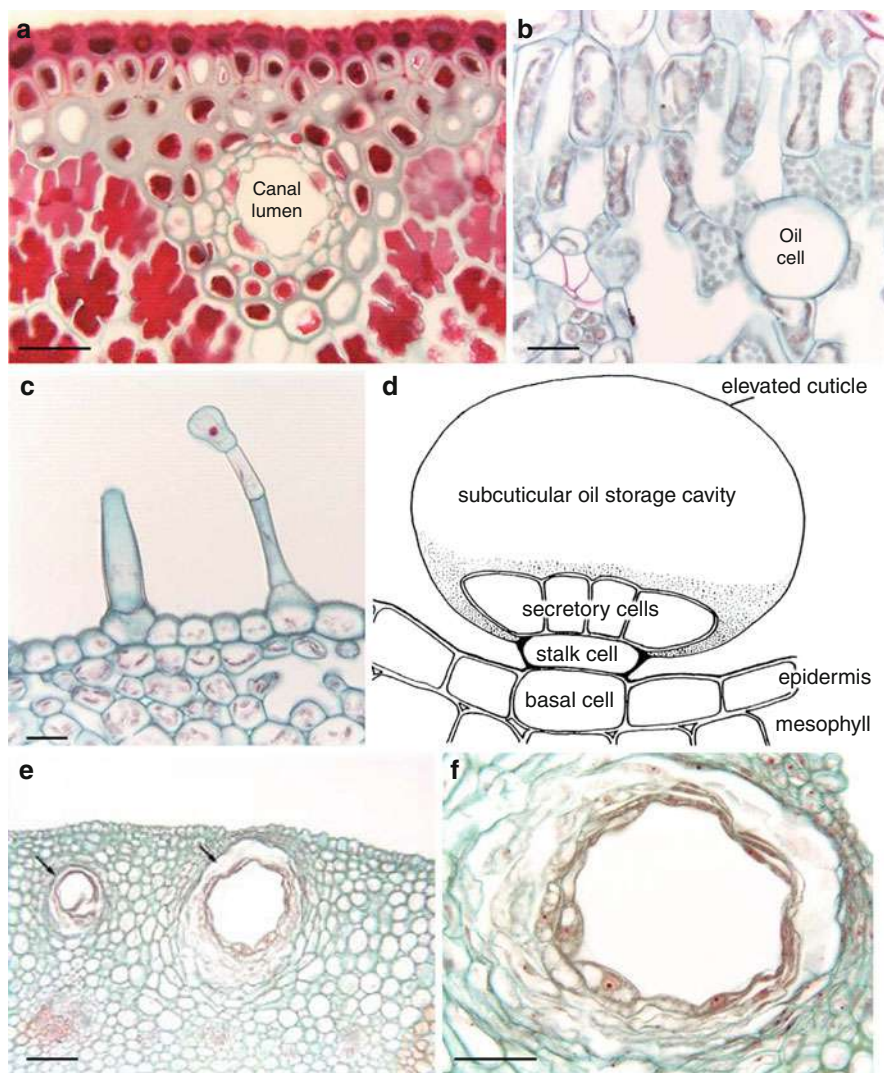 a
Canal
lumen
b
Oil
cell
c
d
elevated cuticle
subcuticular oil storage cavity
secretory cells
stalk cell
basal cell
epidermis
mesophyll
e
f